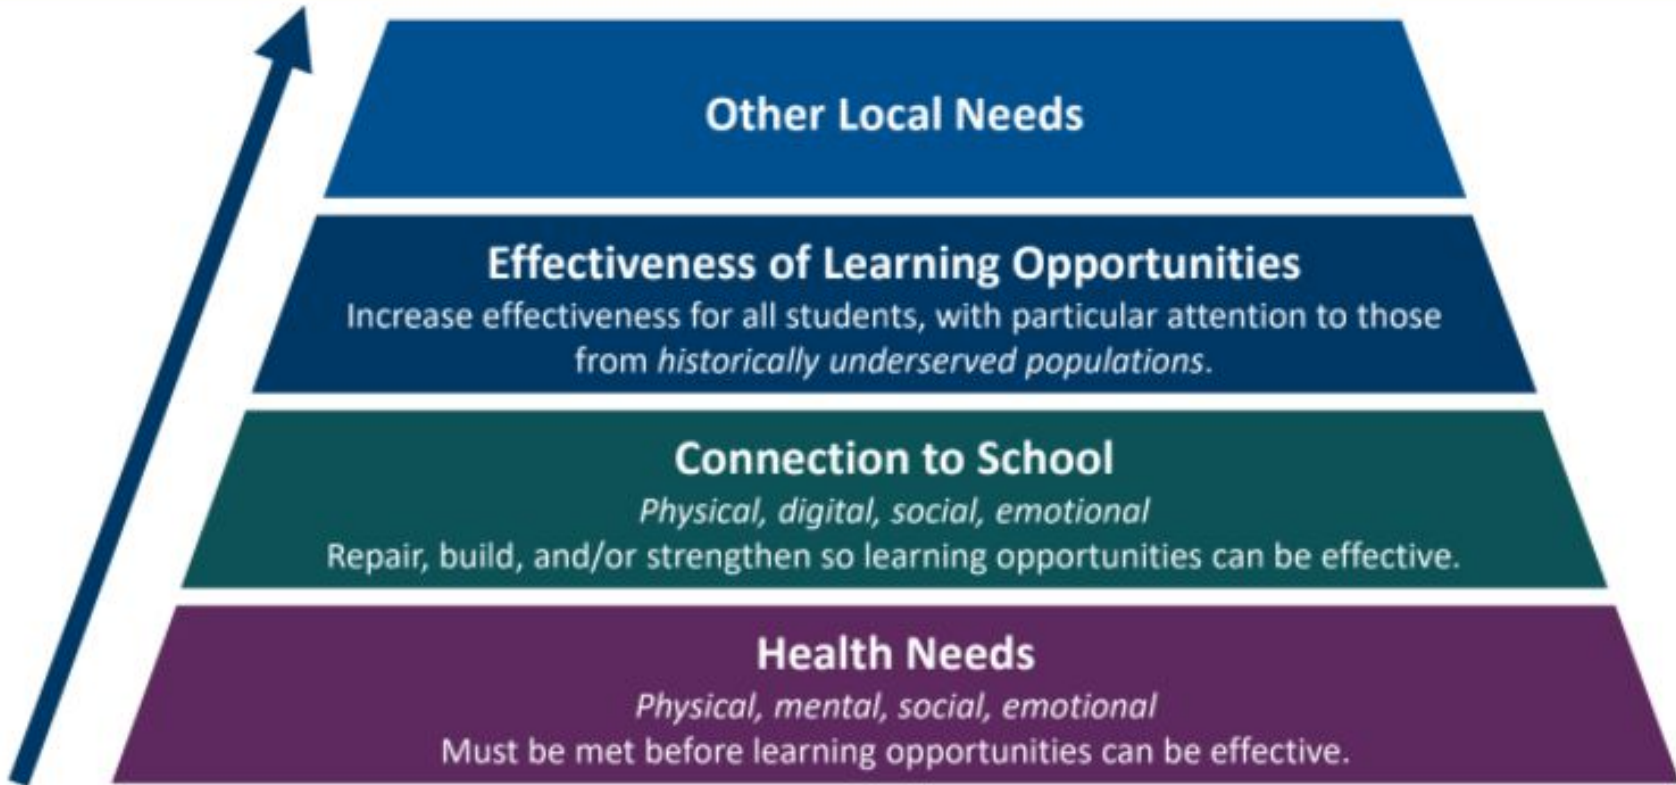 Other Local Needs
Effectiveness of Learning Opportunities
Increase effectiveness for all students, with particular attention to those
from historically underserved populations.
Connection to School
Physical, digital, social, emotional
Repair, build, and/or strengthen so learning opportunities can be effective.
Health Needs
Physical, mental, social, emotional
Must be met before learning opportunities can be effective.